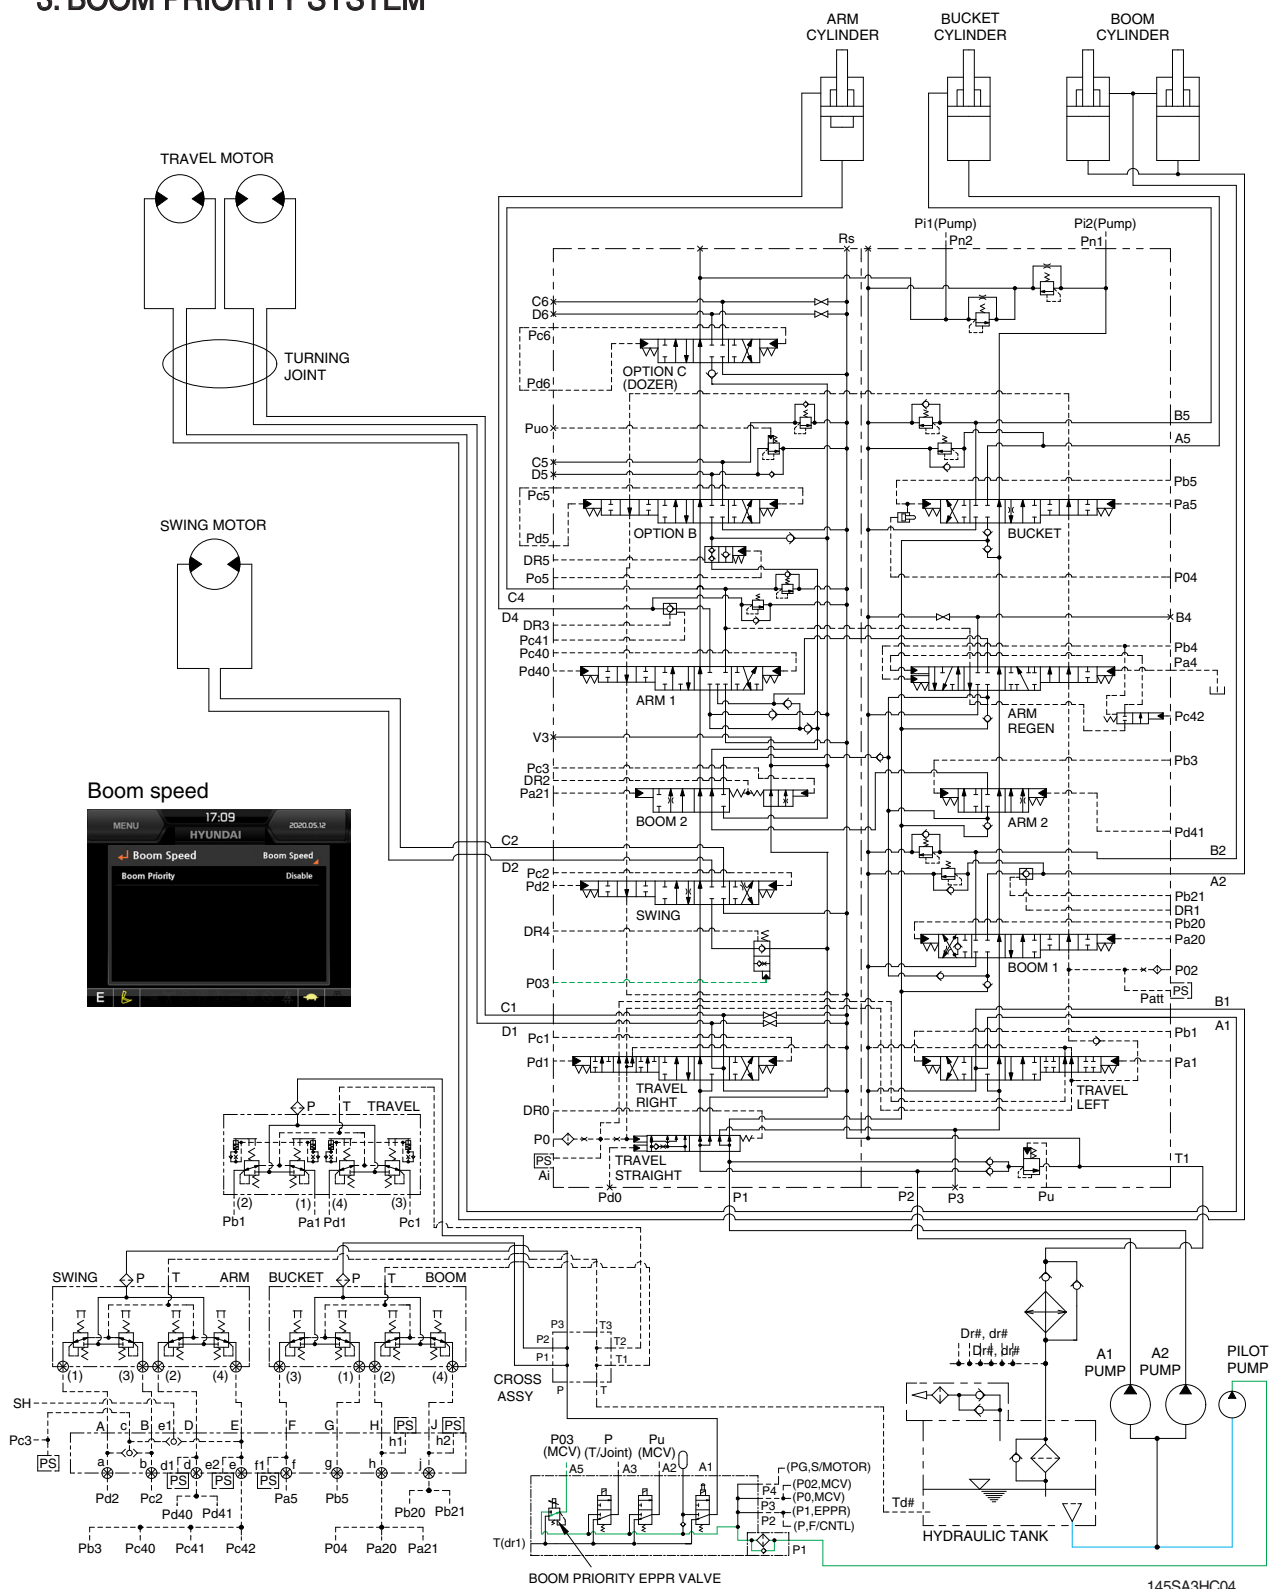 3. BOOM PRIORITY SYSTEM
ARM CYLINDER
BUCKET CYLINDER
BOOM CYLINDER
TRAVEL MOTOR
TURNING JOINT
SWING MOTOR
Rs
Pi1(Pump)
Pn2
Pi2(Pump)
Pn1
C6
D6
Pc6
OPTION C
(DOZER)
Pd6
Puo
C5
D5
Pc5
OPTION B
Pd5
DR5
Po5
C4
D4
DR3
Pc41
Pc40
Pd40
ARM 1
V3
Pc3
DR2
Pa21
BOOM 2
C2
D2
Pc2
Pd2
SWING
DR4
P03
C1
D1
Pc1
Pd1
TRAVEL RIGHT
DR0
P0
PS
Ai
TRAVEL STRAIGHT
Pd0
P1
P2
P3
Pu
T1
B5
A5
Pb5
Pa5
BUCKET
P04
B4
Pb4
Pa4
ARM REGEN
Pc42
Pb3
ARM 2
Pd41
B2
A2
Pb21
DR1
Pb20
Pa20
BOOM 1
P02
PS
Patt
B1
A1
Pb1
Pa1
TRAVEL LEFT
Boom speed
17:09
MENU
HYUNDAI
2020.05.12
Boom Speed
Boom Speed
Boom Priority
Disable
E
P
T
TRAVEL
(2)
(1)
(4)
(3)
Pb1
Pa1
Pd1
Pc1
SWING
P
T
ARM
BUCKET
P
T
BOOM
(1)
(3)
(2)
(4)
(3)
(1)
(2)
(4)
SH
A
c
B
e1
D
E
F
G
H
PS
J
PS
h1
h2
Pc3
PS
a
b
d1
d
e2
e
f1
f
g
h
j
PS
PS
PS
Pd2
Pc2
Pd40
Pd41
Pa5
Pb5
Pb20
Pb21
Pb3
Pc40
Pc41
Pc42
P04
Pa20
Pa21
P3
T3
P2
T2
P1
T1
CROSS ASSY
P
T
P03
(MCV)
P
(T/Joint)
Pu
(MCV)
A5
A3
A2
A1
(PG,S/MOTOR)
P4
(P02,MCV)
(P0,MCV)
P3
(P1,EPPR)
P2
(P,F/CNTL)
P1
T(dr1)
BOOM PRIORITY EPPR VALVE
Dr#, dr#
Dr#, dr#
A1 PUMP
A2 PUMP
PILOT PUMP
Td#
HYDRAULIC TANK
145SA3HC04